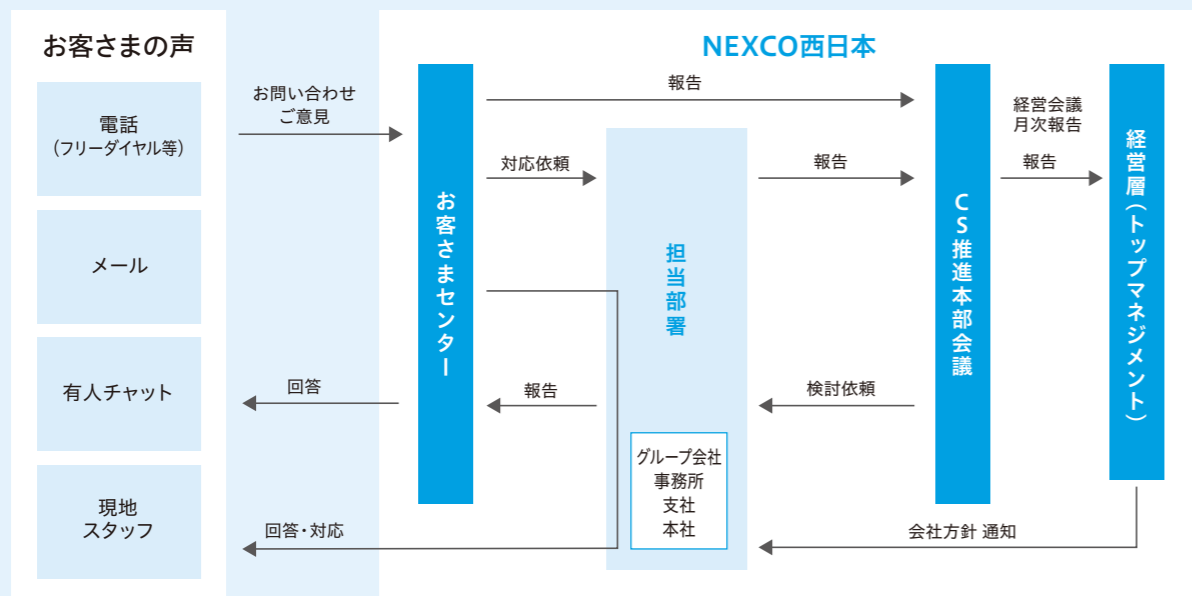 お客さまの声
NEXCO西日本
電話
（フリーダイヤル等）
メール
有人チャット
現地
スタッフ
お問い合わせ
ご意見
回答
回答・対応
お客さまセンター
報告
対応依頼
報告
担当部署
グループ会社
事務所
支社
本社
報告
検討依頼
CS推進本部会議
経営会議
月次報告
報告
会社方針 通知
経営層（トップマネジメント）